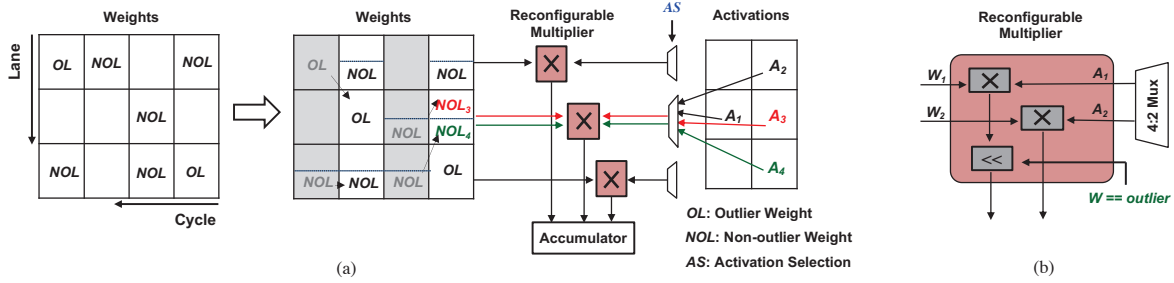 Weights
Lane
OL NOL NOL
NOL
NOL NOL OL
Cycle
Weights
OL NOL NOL
OL NOL NOL₃
NOL₄
NOL NOL NOL OL
Reconfigurable
Multiplier
×
×
×
Accumulator
AS
Activations
A₂
A₁ A₃
A₄
OL: Outlier Weight
NOL: Non-outlier Weight
AS: Activation Selection
(a)
Reconfigurable
Multiplier
W₁ × A₁
W₂ × A₂
<<
4:2 Mux
W == outlier
(b)